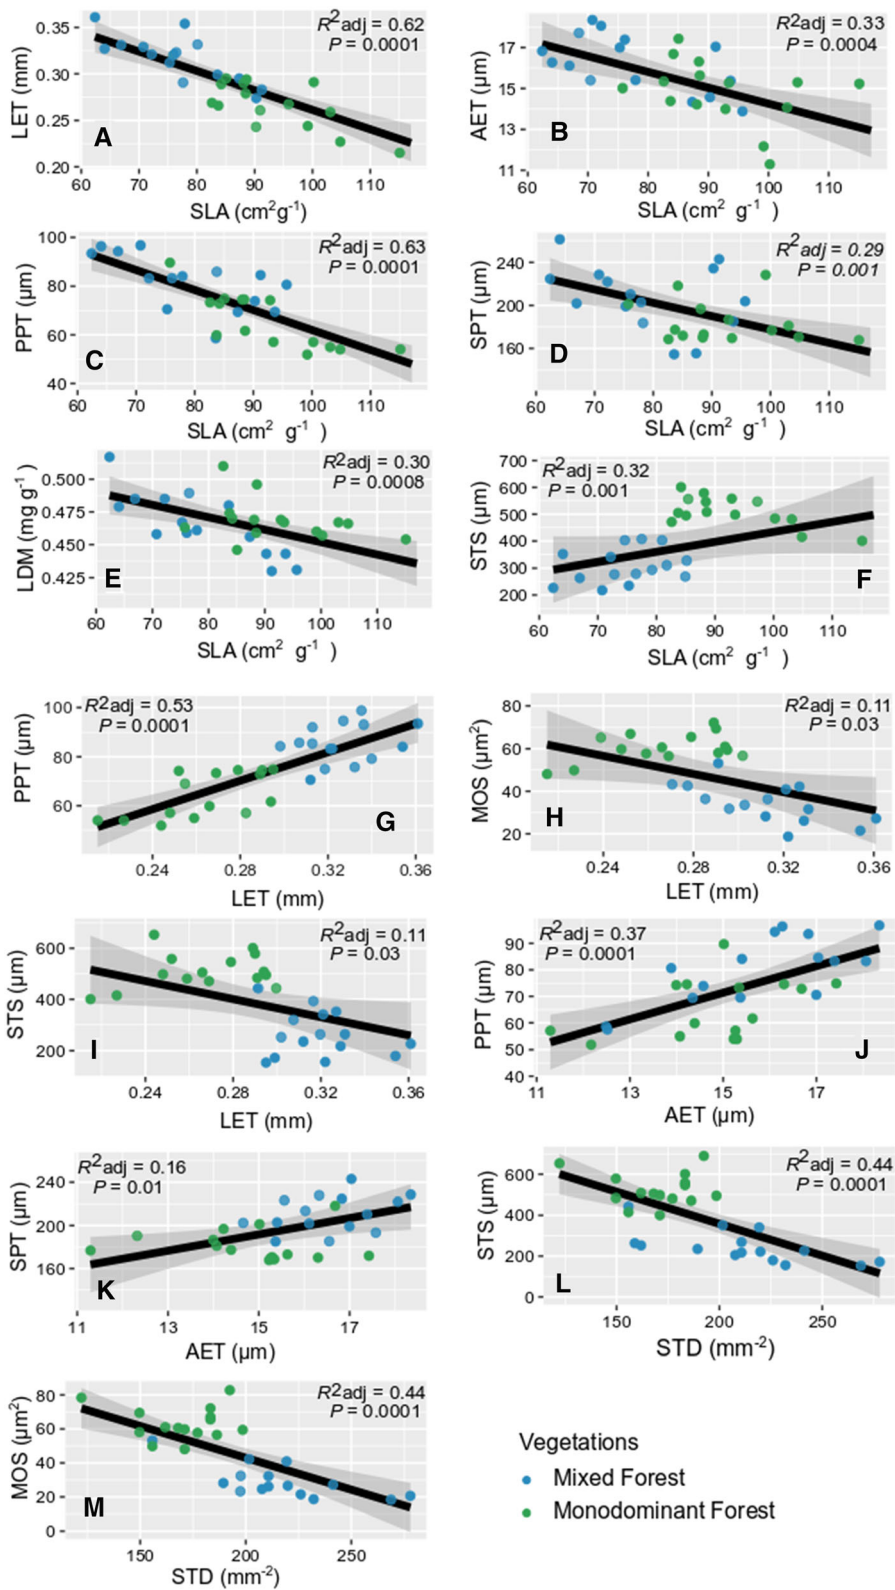 R²adj = 0.62
P = 0.0001
0.35
0.30
0.25
0.20
LET (mm)
A
60 70 80 90 100 110
SLA (cm²g⁻¹)
R²adj = 0.33
P = 0.0004
17
15
13
11
AET (µm)
B
60 70 80 90 100 110
SLA (cm² g⁻¹ )
R²adj = 0.63
P = 0.0001
100
80
60
40
PPT (µm)
C
60 70 80 90 100 110
SLA (cm² g⁻¹ )
R²adj = 0.29
P = 0.001
240
200
160
SPT (µm)
D
60 70 80 90 100 110
SLA (cm² g⁻¹ )
R²adj = 0.30
P = 0.0008
0.500
0.475
0.450
0.425
LDM (mg g⁻¹ )
E
60 70 80 90 100 110
SLA (cm² g⁻¹ )
R²adj = 0.32
P = 0.001
700
600
500
400
300
200
STS (µm)
F
60 70 80 90 100 110
SLA (cm² g⁻¹ )
R²adj = 0.53
P = 0.0001
100
80
60
PPT (µm)
G
0.24 0.28 0.32 0.36
LET (mm)
R²adj = 0.11
P = 0.03
80
60
40
20
MOS (µm²)
H
0.24 0.28 0.32 0.36
LET (mm)
R²adj = 0.11
P = 0.03
600
400
200
STS (µm)
I
0.24 0.28 0.32 0.36
LET (mm)
R²adj = 0.37
P = 0.0001
90
80
70
60
50
40
PPT (µm)
J
11 13 15 17
AET (µm)
R²adj = 0.16
P = 0.01
240
200
160
SPT (µm)
K
11 13 15 17
AET (µm)
R²adj = 0.44
P = 0.0001
600
400
200
0
STS (µm)
L
150 200 250
STD (mm⁻²)
R²adj = 0.44
P = 0.0001
80
60
40
20
0
MOS (µm²)
M
150 200 250
STD (mm⁻²)
Vegetations
Mixed Forest
Monodominant Forest